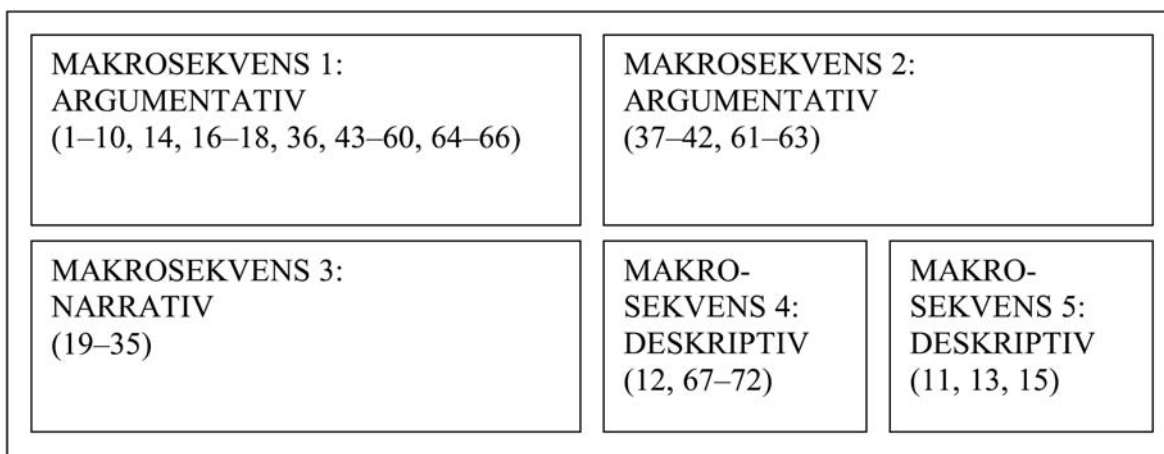 MAKROSEKVENS 1:
ARGUMENTATIV
(1–10, 14, 16–18, 36, 43–60, 64–66)
MAKROSEKVENS 2:
ARGUMENTATIV
(37–42, 61–63)
MAKROSEKVENS 3:
NARRATIV
(19–35)
MAKRO-
SEKVENS 4:
DESKRIPTIV
(12, 67–72)
MAKRO-
SEKVENS 5:
DESKRIPTIV
(11, 13, 15)